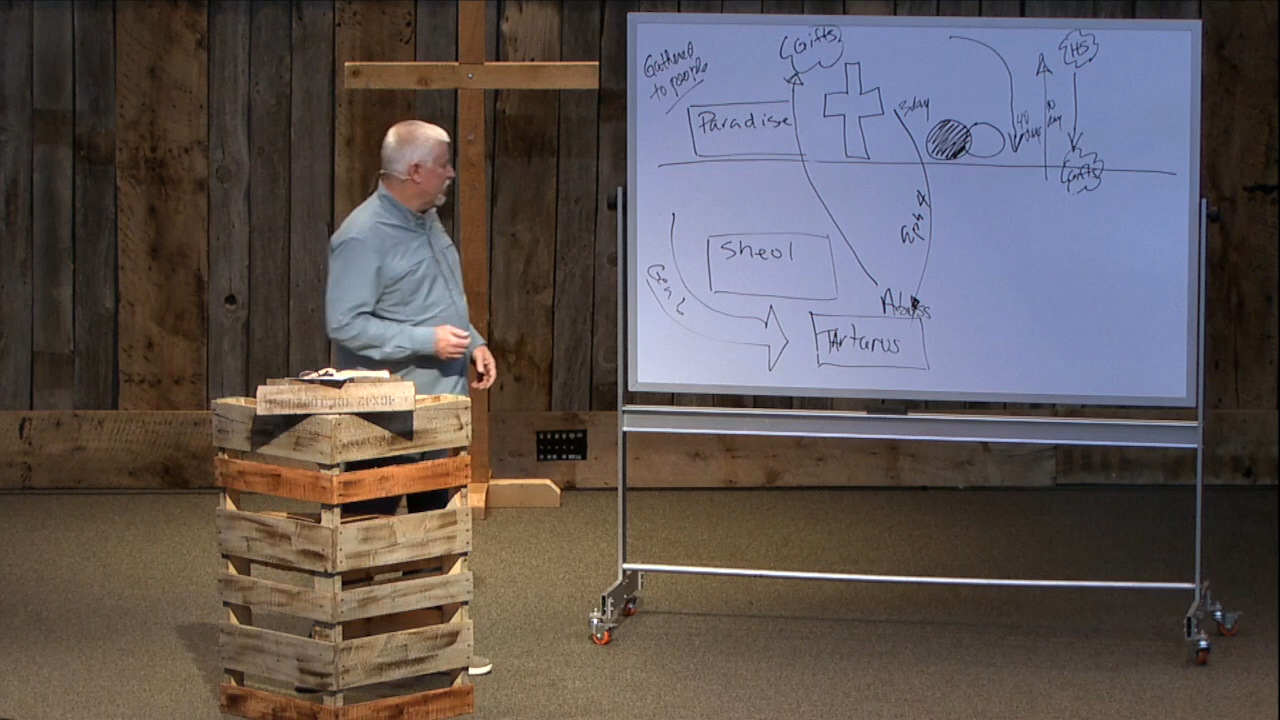 Gathered
to people
Gifts
Paradise
3 day
40
days
10
day
HS
gifts
Eph 4
Sheol
Gen 6
Abyss
TArtarus